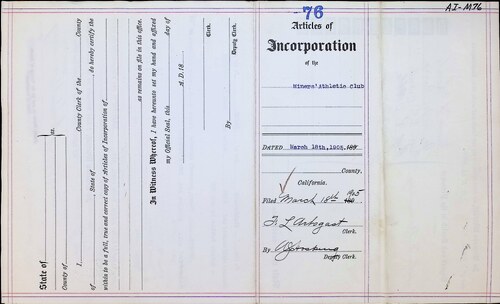 76
AI-M76
Articles of
Incorporation
of the
Miners' Athletic Club
DATED March 18th, 1905, 189
County,
California.
Filed March 18th 1905
F. L. Arbogast
Clerk.
By
Deputy Clerk.
State of
County of
ss.
I, County Clerk of the County
of , State of , do hereby certify the
within to be a full, true and correct copy of Articles of Incorporation of
as remains on file in this office.
In Witness Whereof, I have hereunto set my hand and affixed
my Official Seal, this day of
A. D. 18
Clerk.
By
Deputy Clerk.